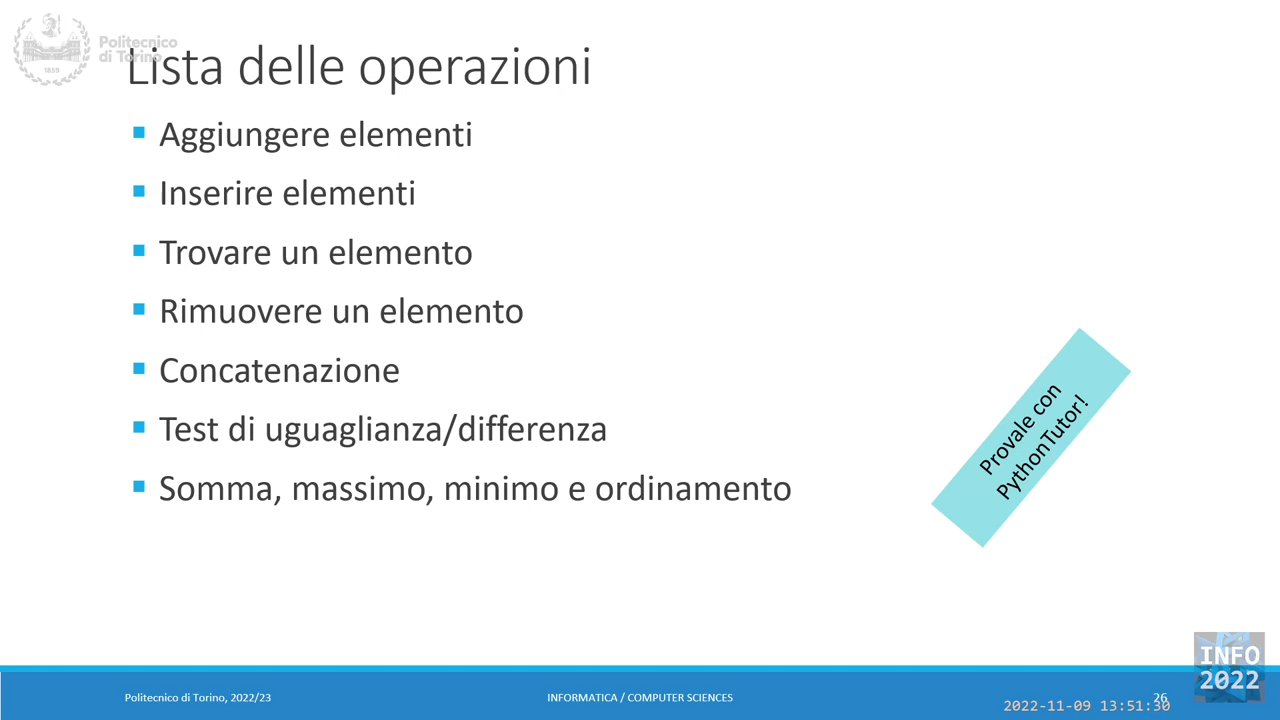 Politecnico
di Torino
1859
Lista delle operazioni
Aggiungere elementi
Inserire elementi
Trovare un elemento
Rimuovere un elemento
Concatenazione
Test di uguaglianza/differenza
Somma, massimo, minimo e ordinamento
Provale con
PythonTutor!
INFO
2022
Politecnico di Torino, 2022/23
INFORMATICA / COMPUTER SCIENCES
26
2022-11-09 13:51:30